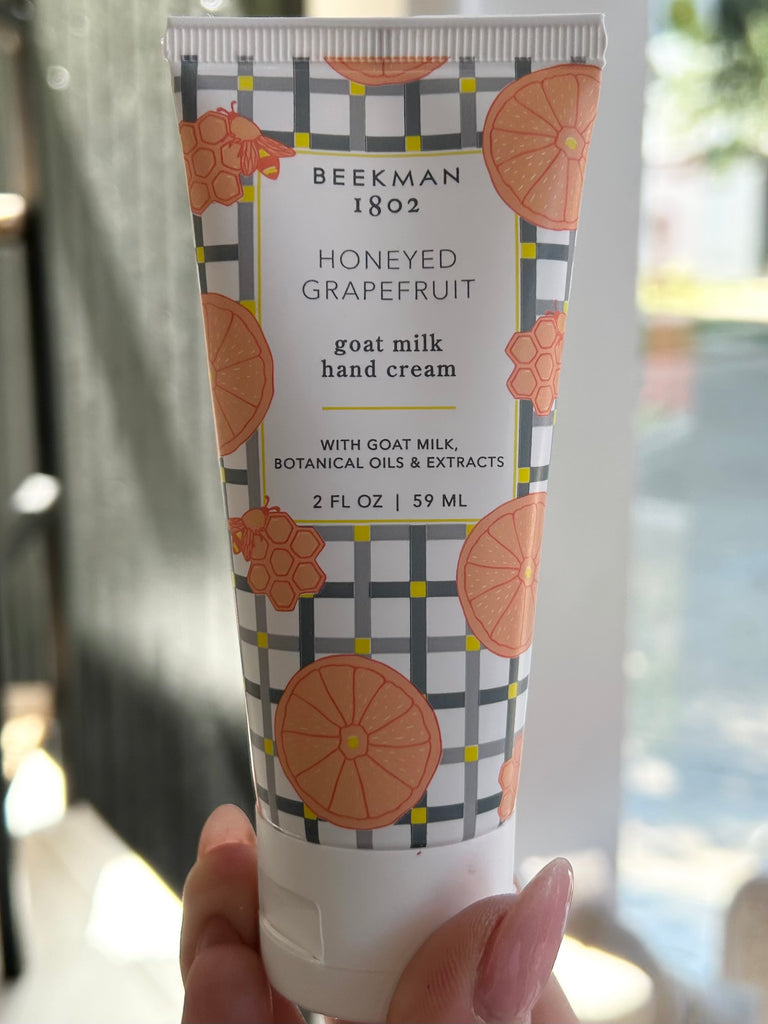 BEEKMAN
1802
HONEYED
GRAPEFRUIT
goat milk
hand cream
WITH GOAT MILK,
BOTANICAL OILS & EXTRACTS
2 FL OZ | 59 ML